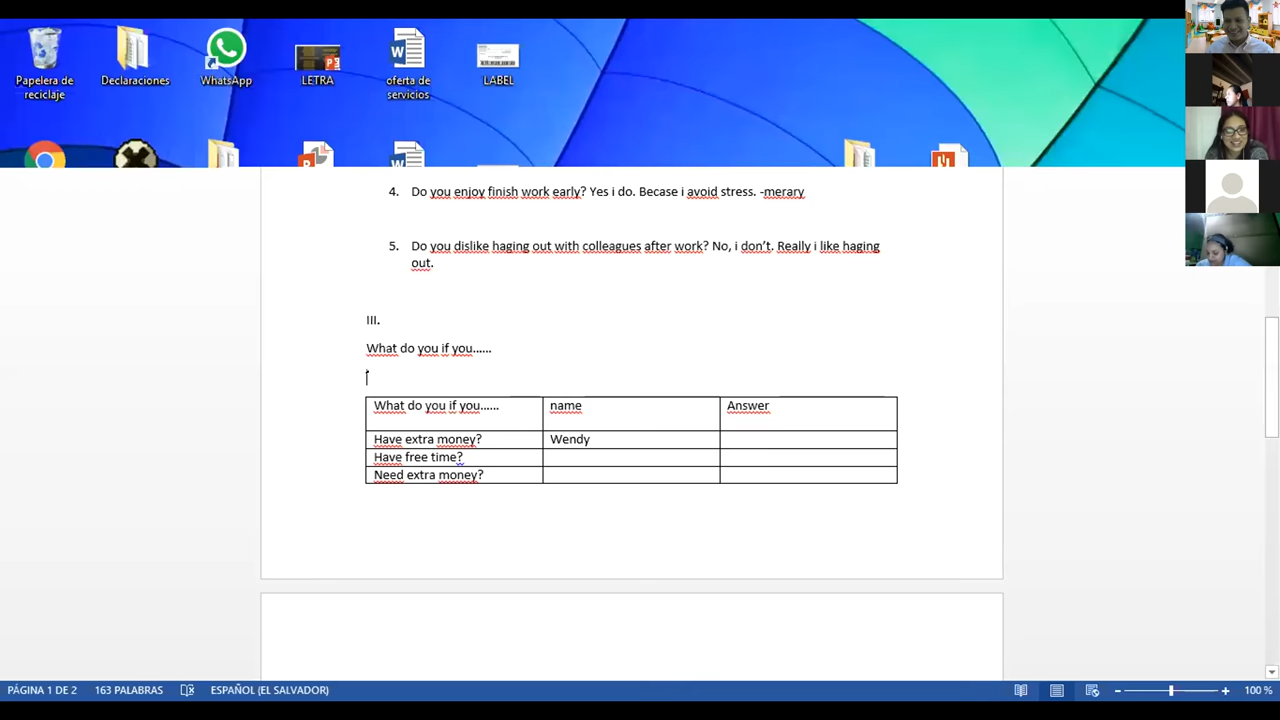 Papelera de
reciclaje
Declaraciones
WhatsApp
LETRA
oferta de
servicios
LABEL
4. Do you enjoy finish work early? Yes i do. Becase i avoid stress. -merary
5. Do you dislike haging out with colleagues after work? No, i don't. Really i like haging
out.
III.
What do you if you……
What do you if you…… name Answer
Have extra money? Wendy
Have free time?
Need extra money?
PÁGINA 1 DE 2 163 PALABRAS ESPAÑOL (EL SALVADOR) 100 %